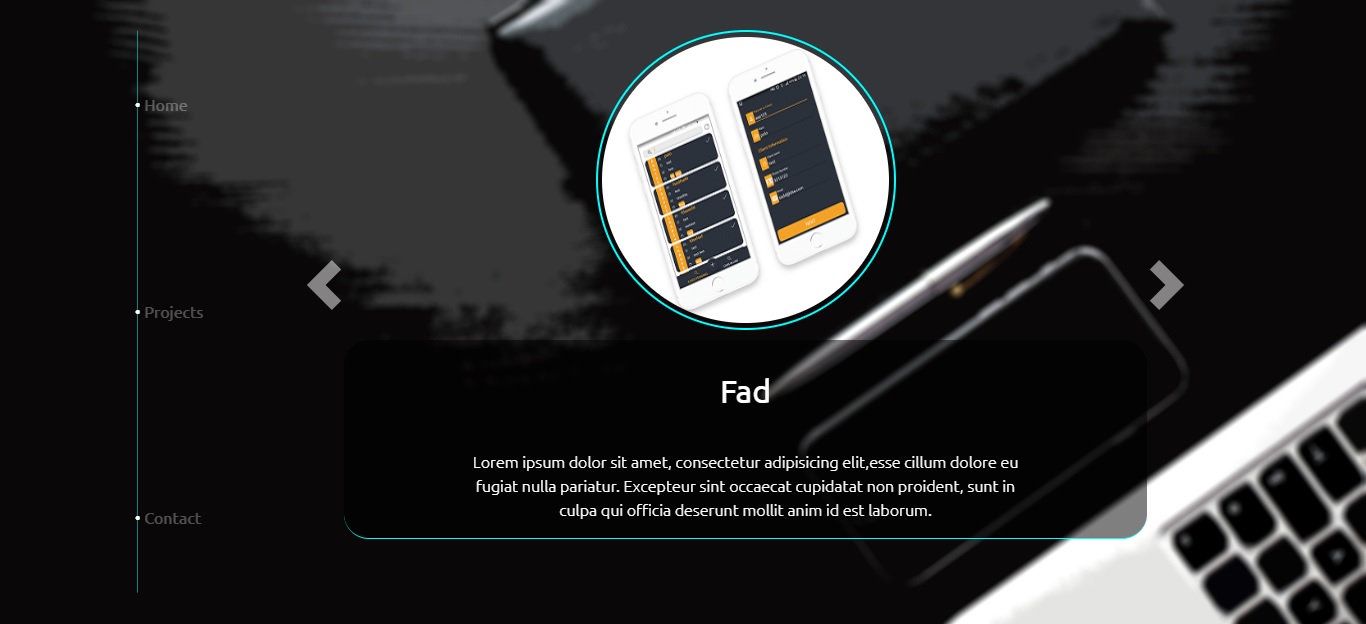 Home
Projects
Contact
Fad
Lorem ipsum dolor sit amet, consectetur adipisicing elit,esse cillum dolore eu
fugiat nulla pariatur. Excepteur sint occaecat cupidatat non proident, sunt in
culpa qui officia deserunt mollit anim id est laborum.